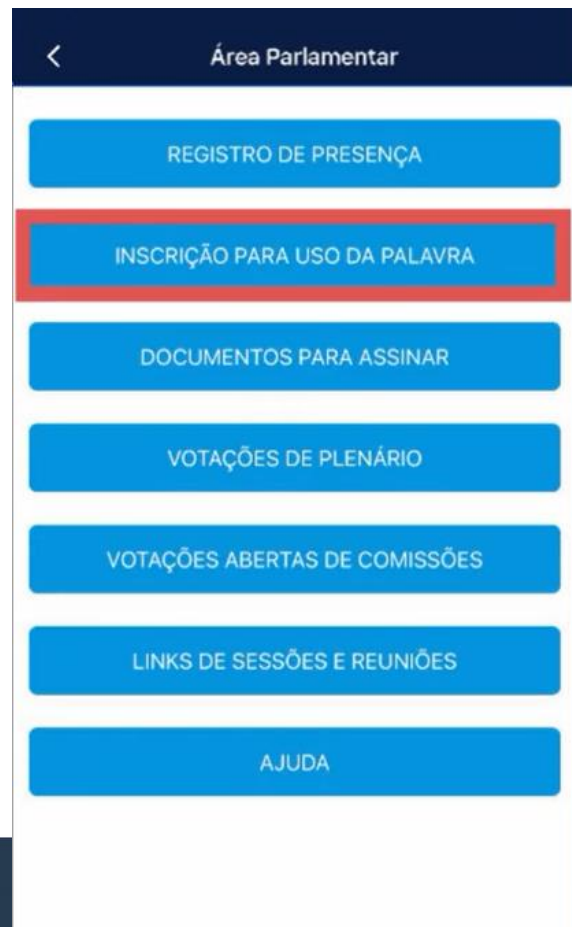 Área Parlamentar
REGISTRO DE PRESENÇA
INSCRIÇÃO PARA USO DA PALAVRA
DOCUMENTOS PARA ASSINAR
VOTAÇÕES DE PLENÁRIO
VOTAÇÕES ABERTAS DE COMISSÕES
LINKS DE SESSÕES E REUNIÕES
AJUDA